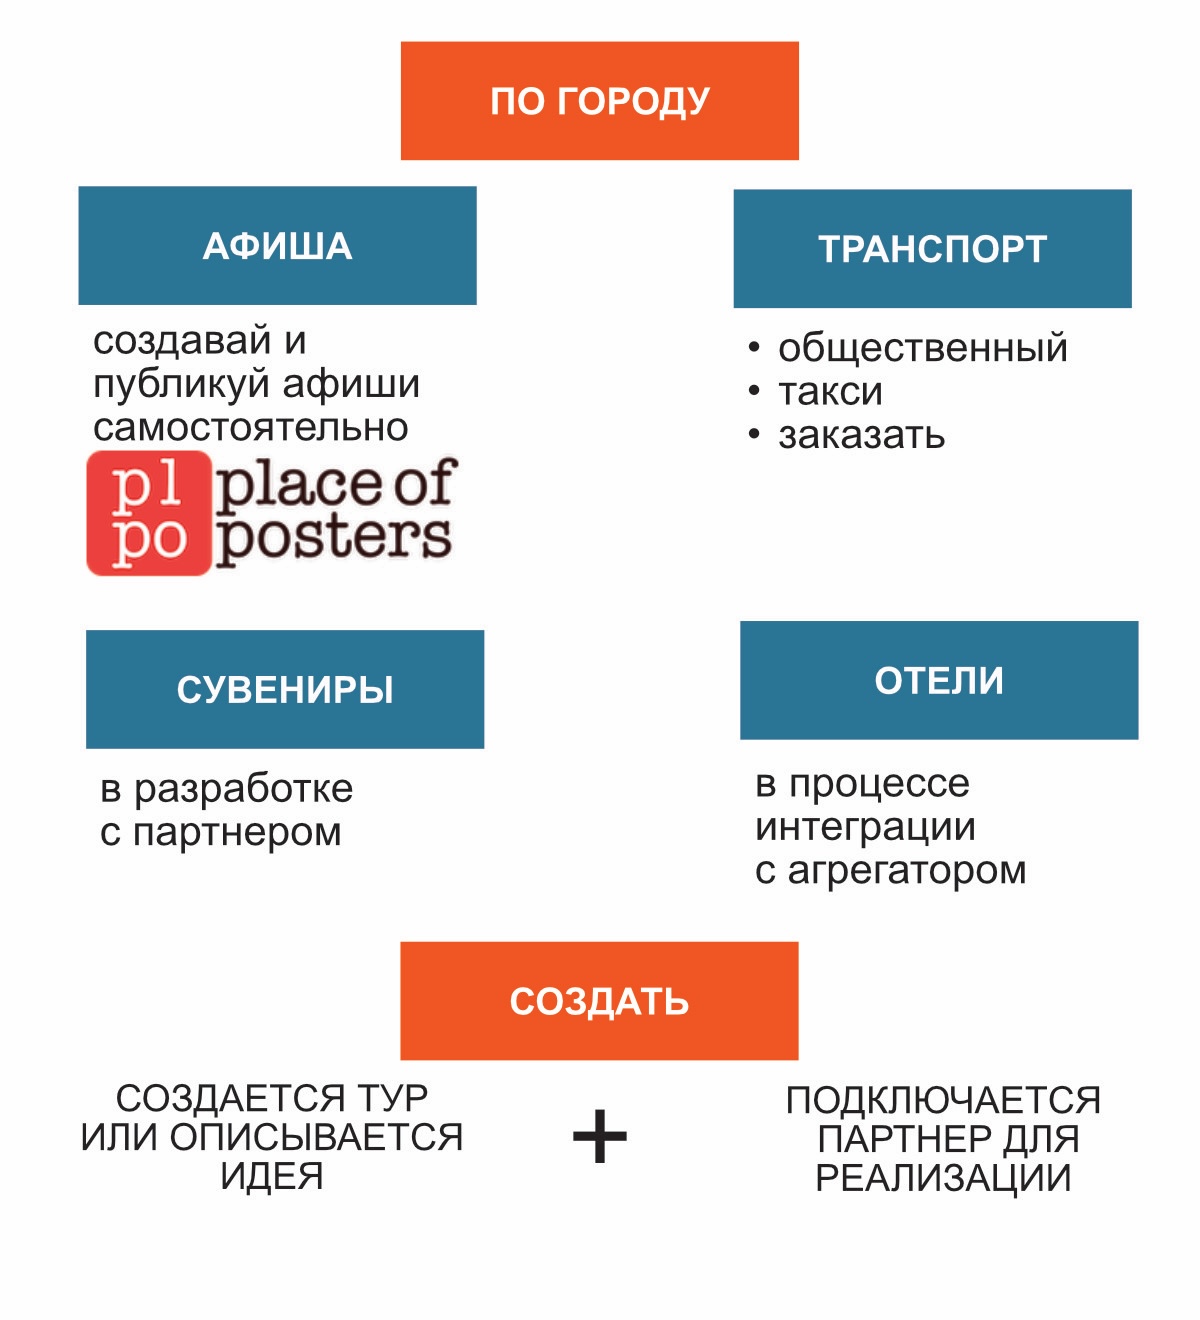 ПО ГОРОДУ
АФИША
создавай и
публикуй афиши
самостоятельно
pl
po
place of
posters
ТРАНСПОРТ
• общественный
• такси
• заказать
СУВЕНИРЫ
в разработке
с партнером
ОТЕЛИ
в процессе
интеграции
с агрегатором
СОЗДАТЬ
СОЗДАЕТСЯ ТУР
ИЛИ ОПИСЫВАЕТСЯ
ИДЕЯ
+
ПОДКЛЮЧАЕТСЯ
ПАРТНЕР ДЛЯ
РЕАЛИЗАЦИИ